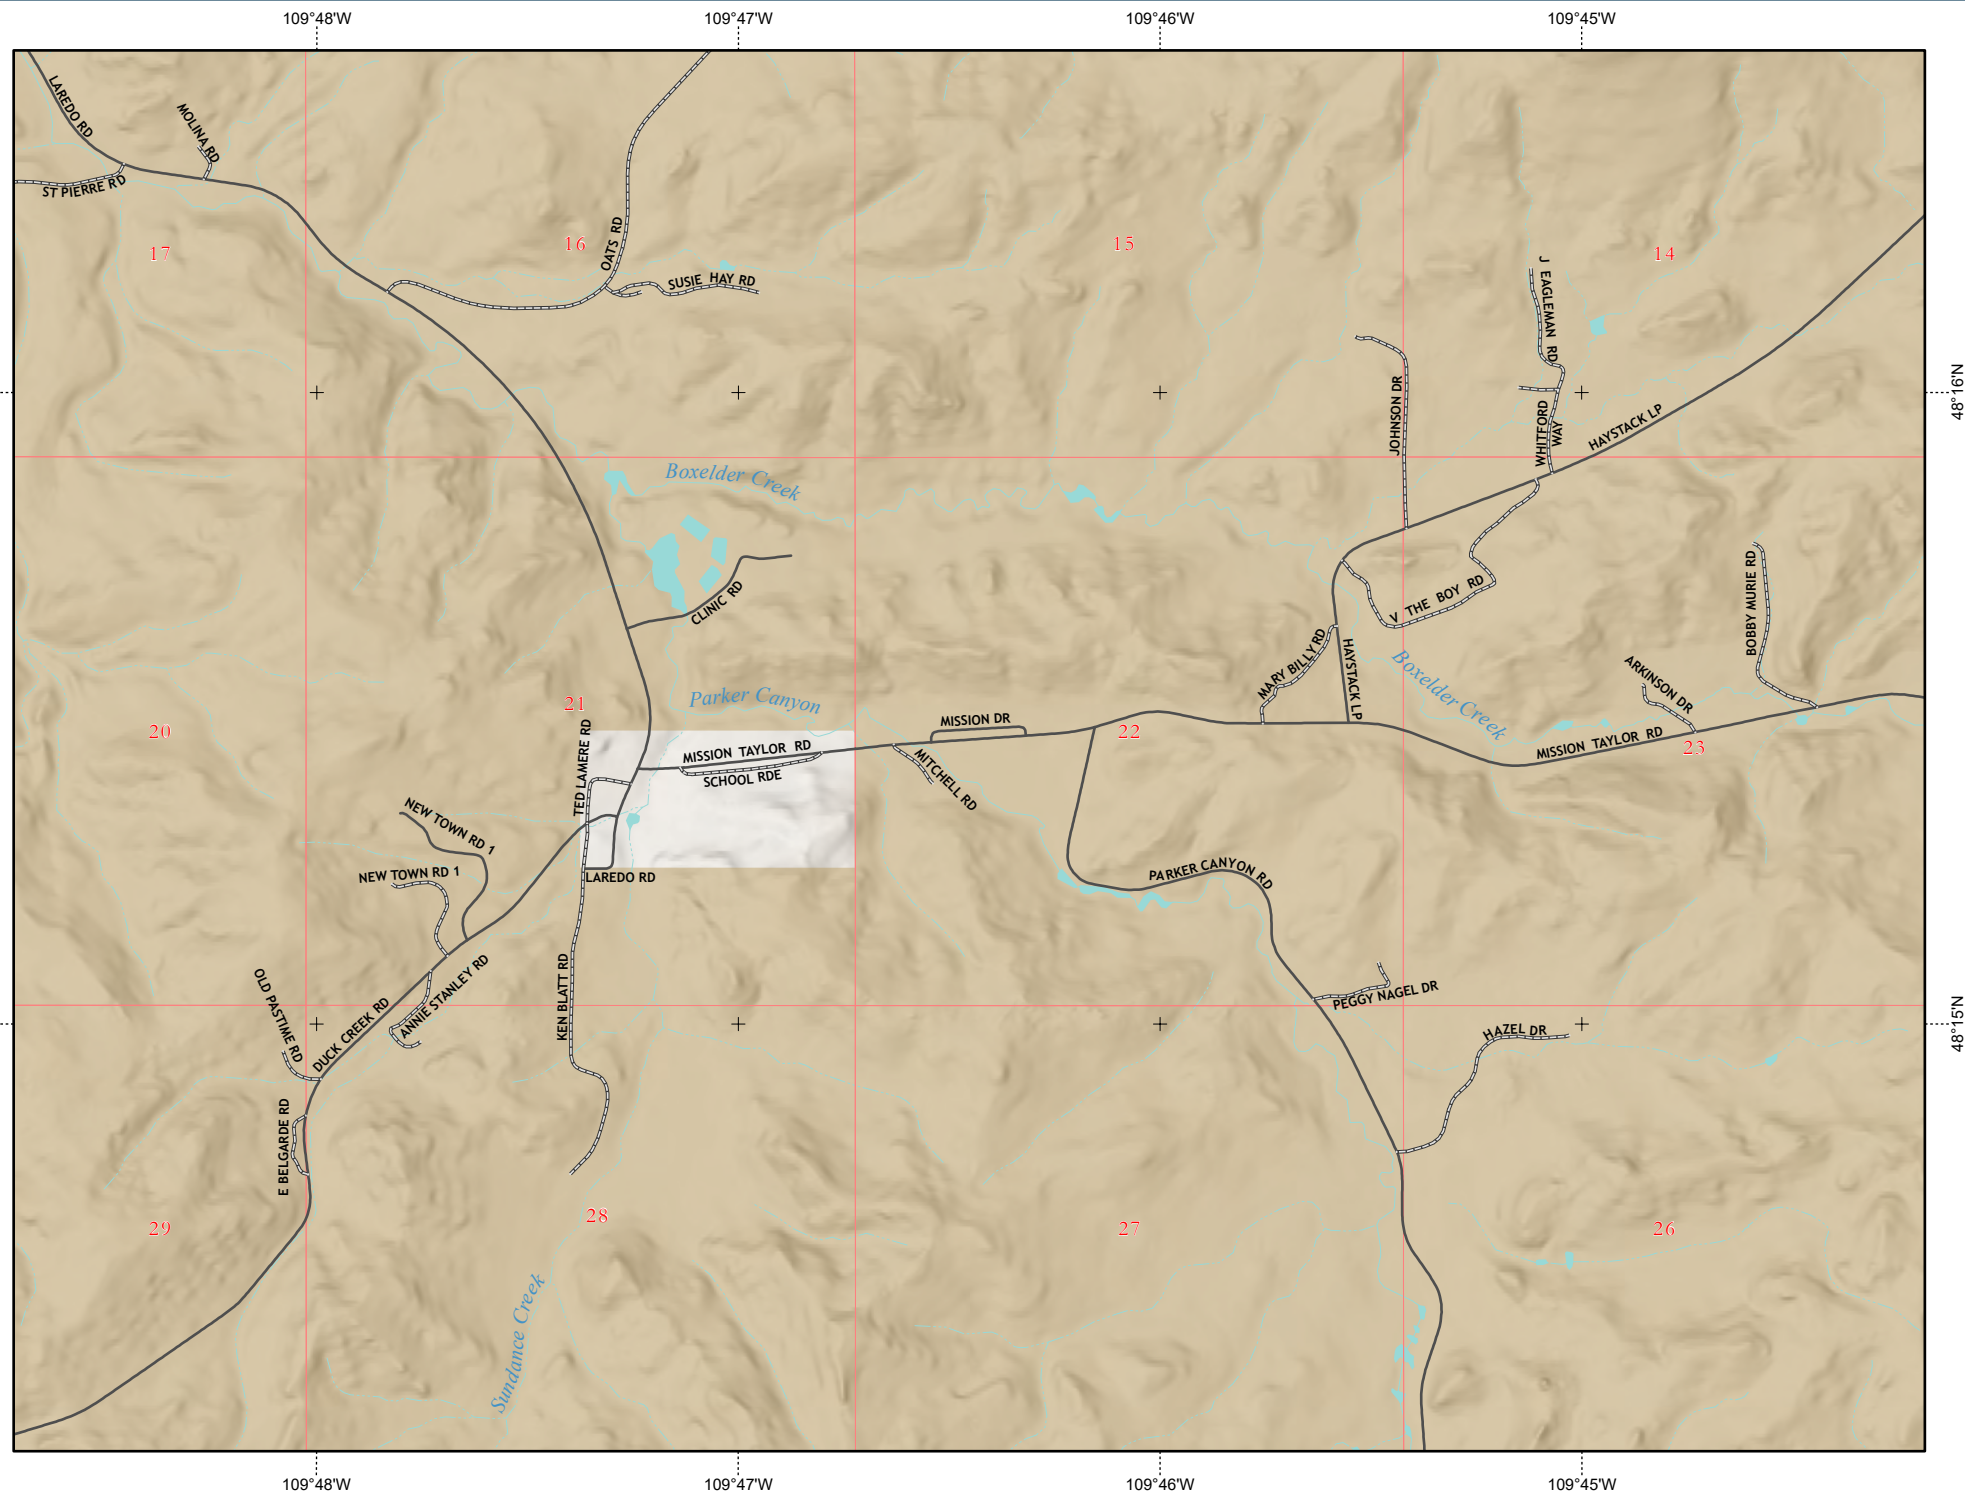 109°48'W
109°47'W
109°46'W
109°45'W
LAREDO RD
MOLINA RD
ST PIERRE RD
17
16
15
14
OATS RD
SUSIE HAY RD
J EAGLEMAN RD
JOHNSON DR
WHITFORD
WAY
HAYSTACK LP
48°16'N
Boxelder Creek
CLINIC RD
V THE BOY RD
BOBBY MURIE RD
MARY BILLY RD
HAYSTACK LP
Boxelder Creek
ARKINSON DR
Parker Canyon
21
20
22
23
TED LAMERE RD
MISSION TAYLOR RD
SCHOOL RDE
MISSION DR
MITCHELL RD
MISSION TAYLOR RD
NEW TOWN RD 1
NEW TOWN RD 1
LAREDO RD
PARKER CANYON RD
OLD PASTIME RD
DUCK CREEK RD
ANNIE STANLEY RD
KEN BLATT RD
PEGGY NAGEL DR
HAZEL DR
48°15'N
E BELGARDE RD
29
28
27
26
Sundance Creek
109°48'W
109°47'W
109°46'W
109°45'W